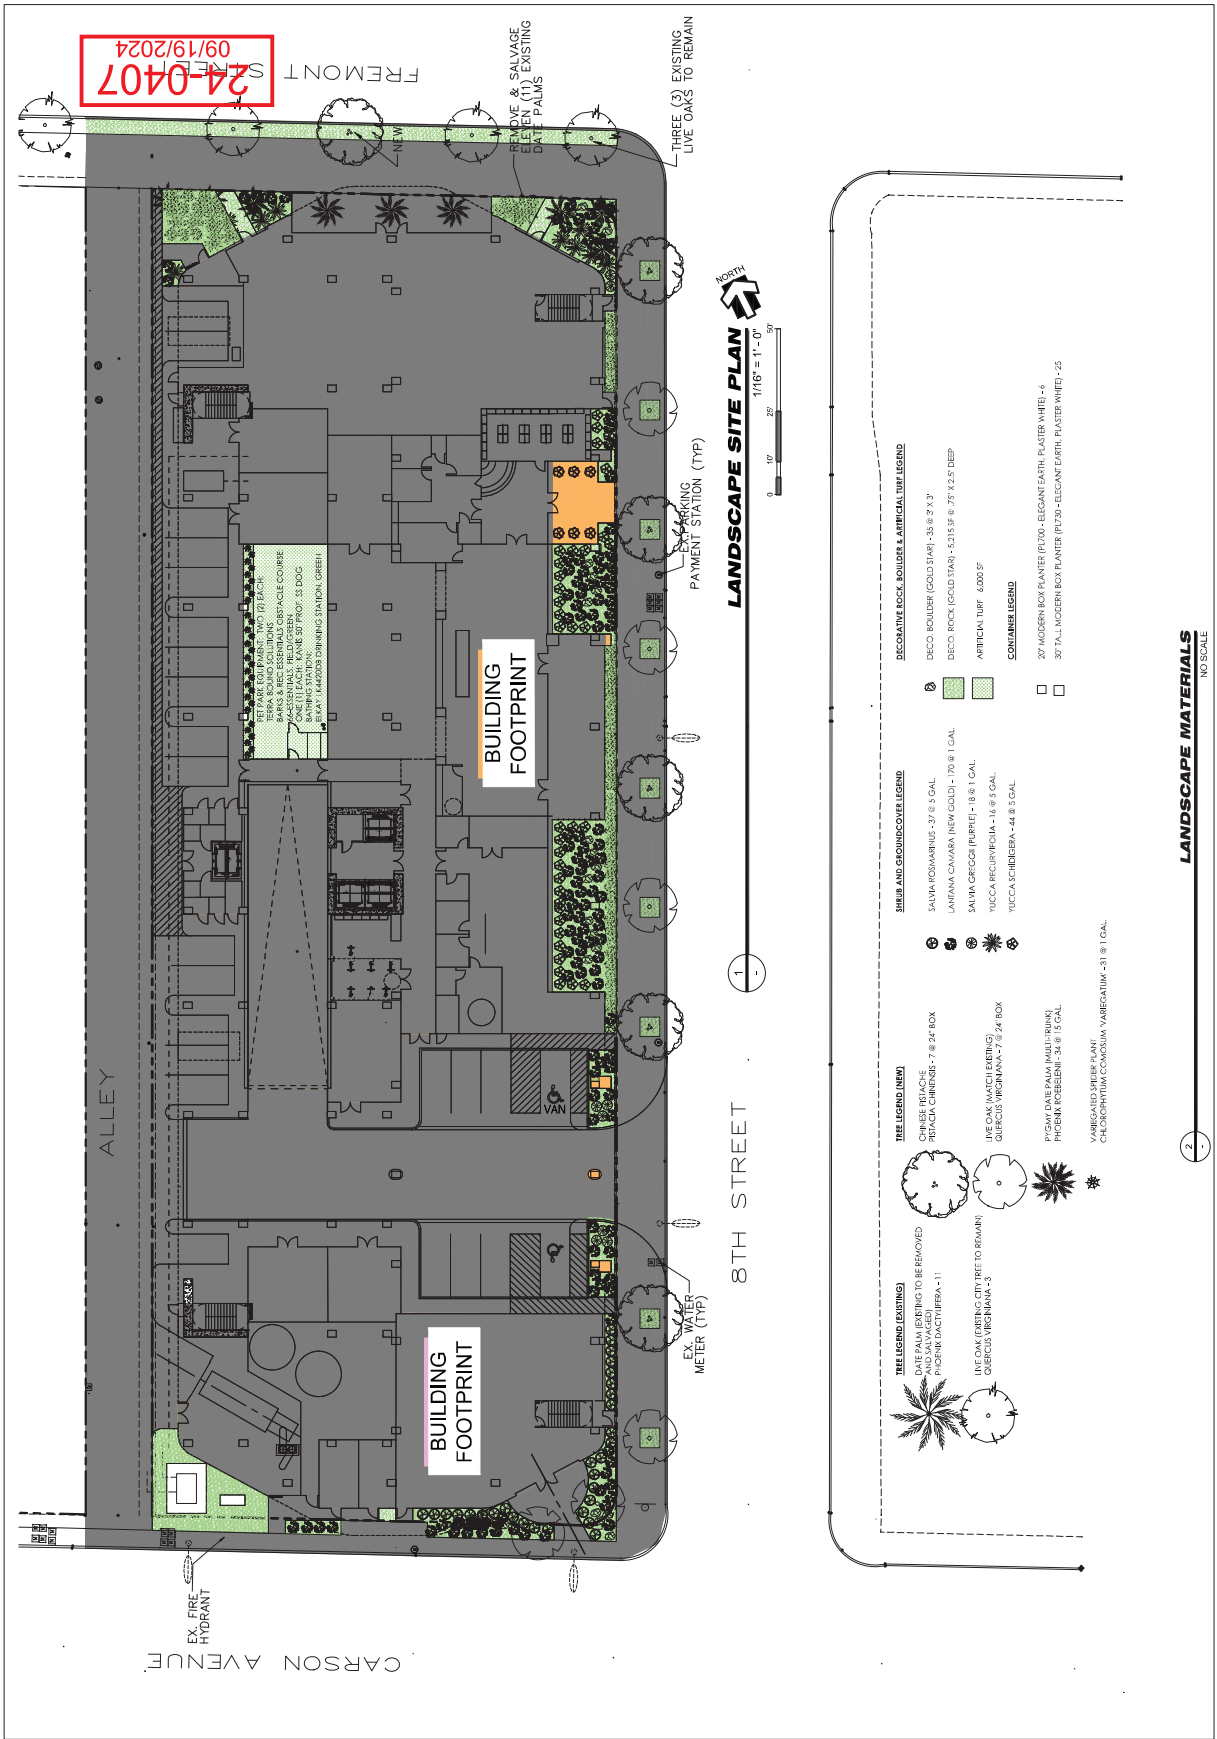 24-0407
09/19/2024
FREMONT STREET
REMOVE & SALVAGE
ELEVEN (11) EXISTING
DATE PALMS
THREE (3) EXISTING
LIVE OAKS TO REMAIN
NEW
NORTH
LANDSCAPE SITE PLAN
1/16" = 1' - 0"
0 10' 25' 50'
1
-
EX. PARKING
PAYMENT STATION (TYP)
PET PARK EQUIPMENT: TWO (2) EACH:
TERRA BOUND SOLUTIONS
BARKS & REC ESSENTIALS OBSTACLE COURSE:
66-ESSENTIALS, FIELD/GREEN
ONE (1) EACH: KANIS 50" PROF. SS DOG
BATHING STATION;
ELKAY LK4420DB DRINKING STATION, GREEN
BUILDING
FOOTPRINT
BUILDING
FOOTPRINT
VAN
ALLEY
8TH STREET
EX. WATER
METER (TYP)
EX. FIRE
HYDRANT
CARSON AVENUE
TREE LEGEND (EXISTING)
DATE PALM (EXISTING TO BE REMOVED
AND SALVAGED)
PHOENIX DACTYLIFERA - 11
LIVE OAK (EXISTING CITY TREE TO REMAIN)
QUERCUS VIRGINIANA - 3
TREE LEGEND (NEW)
CHINESE PISTACHE
PISTACIA CHINENSIS - 7 @ 24" BOX
LIVE OAK (MATCH EXISTING)
QUERCUS VIRGINIANA - 7 @ 24" BOX
PYGMY DATE PALM (MULTI-TRUNK)
PHOENIX ROEBELENII - 34 @ 15 GAL.
VARIEGATED SPIDER PLANT
CHLOROPHYTUM COMOSUM 'VARIEGATUM' - 31 @ 1 GAL.
SHRUB AND GROUNDCOVER LEGEND
SALVIA ROSMARINUS - 37 @ 5 GAL.
LANTANA CAMARA (NEW GOLD) - 170 @ 1 GAL.
SALVIA GREGGII (PURPLE) - 18 @ 1 GAL.
YUCCA RECURVIFOLIA - 16 @ 5 GAL.
YUCCA SCHIDIGERA - 44 @ 5 GAL.
DECORATIVE ROCK, BOULDER & ARTIFICIAL TURF LEGEND
DECO. BOULDER (GOLD STAR) - 35 @ 3' X 3'
DECO. ROCK (GOLD STAR) - 5,215 SF @ .75" X 2.5" DEEP
ARTIFICIAL TURF 6,000 SF
CONTAINER LEGEND
20" MODERN BOX PLANTER (PL700 - ELEGANT EARTH, PLASTER WHITE) - 6
30" TALL MODERN BOX PLANTER (PL730 - ELEGANT EARTH, PLASTER WHITE) - 25
2
-
LANDSCAPE MATERIALS
NO SCALE